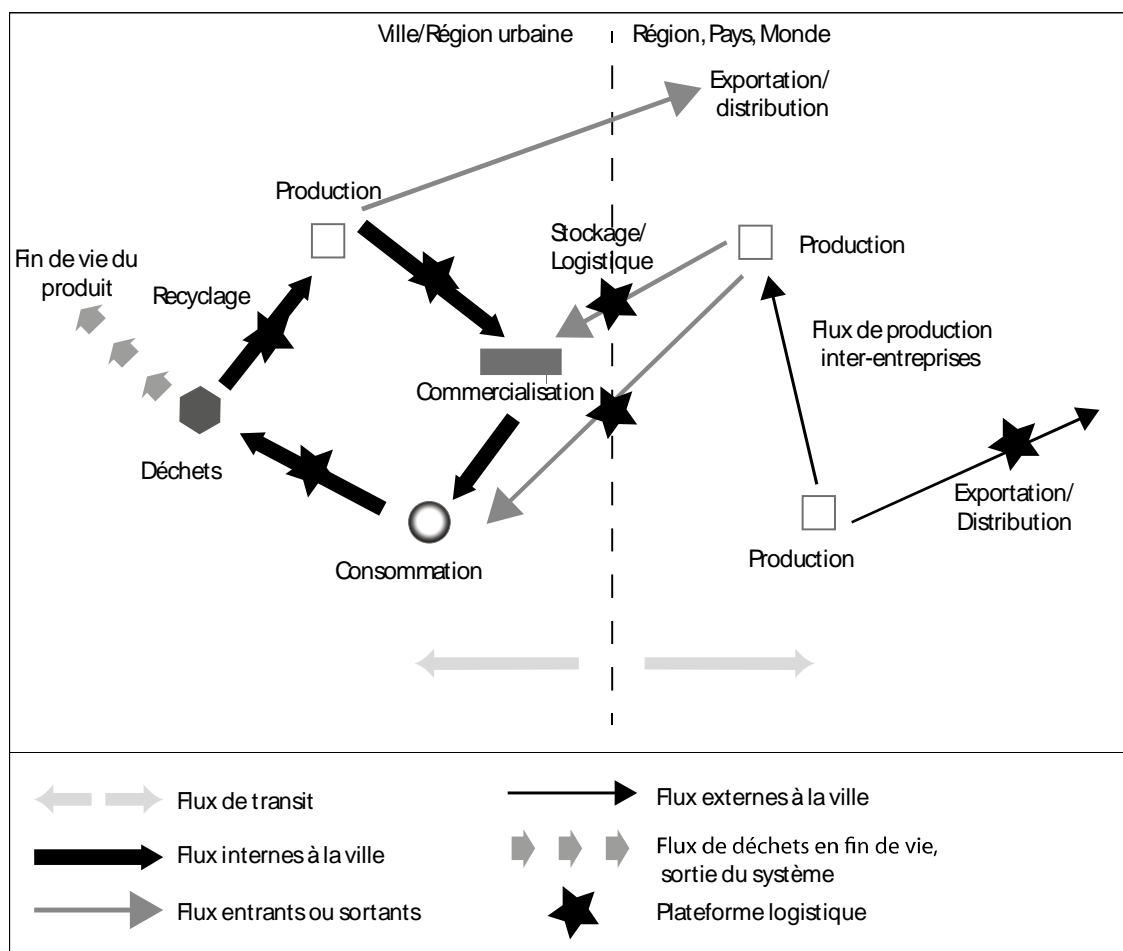 Ville/Région urbaine
Région, Pays, Monde
Exportation/
distribution
Production
Stockage/
Logistique
Production
Fin de vie du
produit
Recyclage
Flux de production
inter-entreprises
Commercialisation
Déchets
Exportation/
Distribution
Consommation
Production
Flux de transit
Flux externes à la ville
Flux internes à la ville
Flux de déchets en fin de vie,
sortie du système
Flux entrants ou sortants
Plateforme logistique